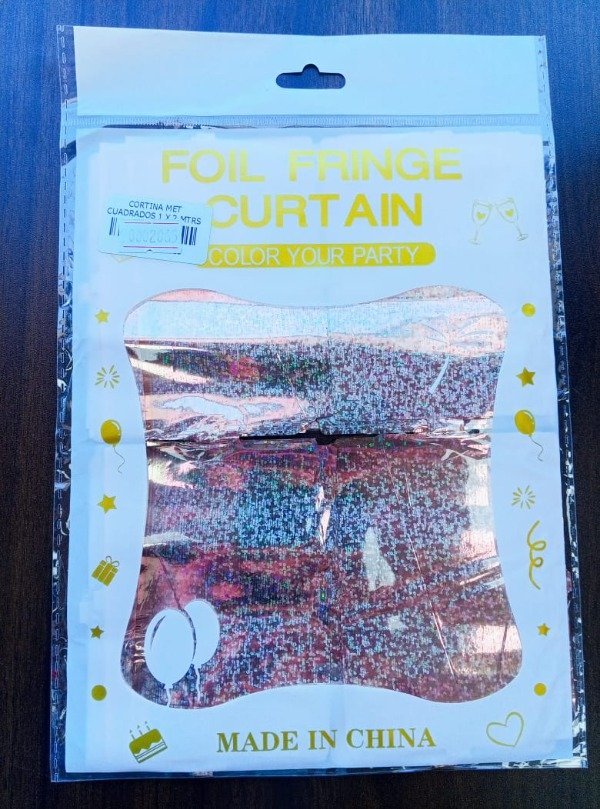 FOIL FRINGE
CURTAIN
CORTINA MET
CUADRADOS 1 X 2 MTRS
COLOR YOUR PARTY
MADE IN CHINA